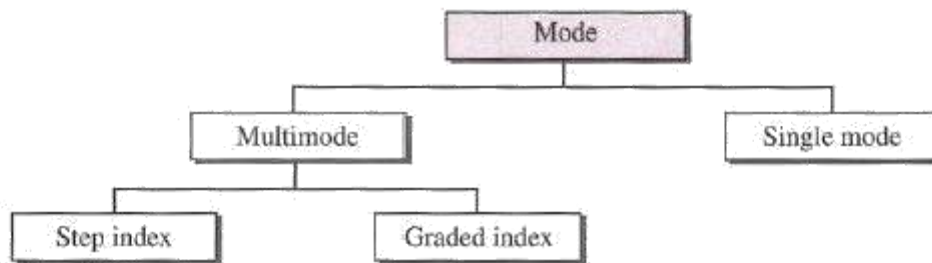 Mode
Multimode
Single mode
Step index
Graded index